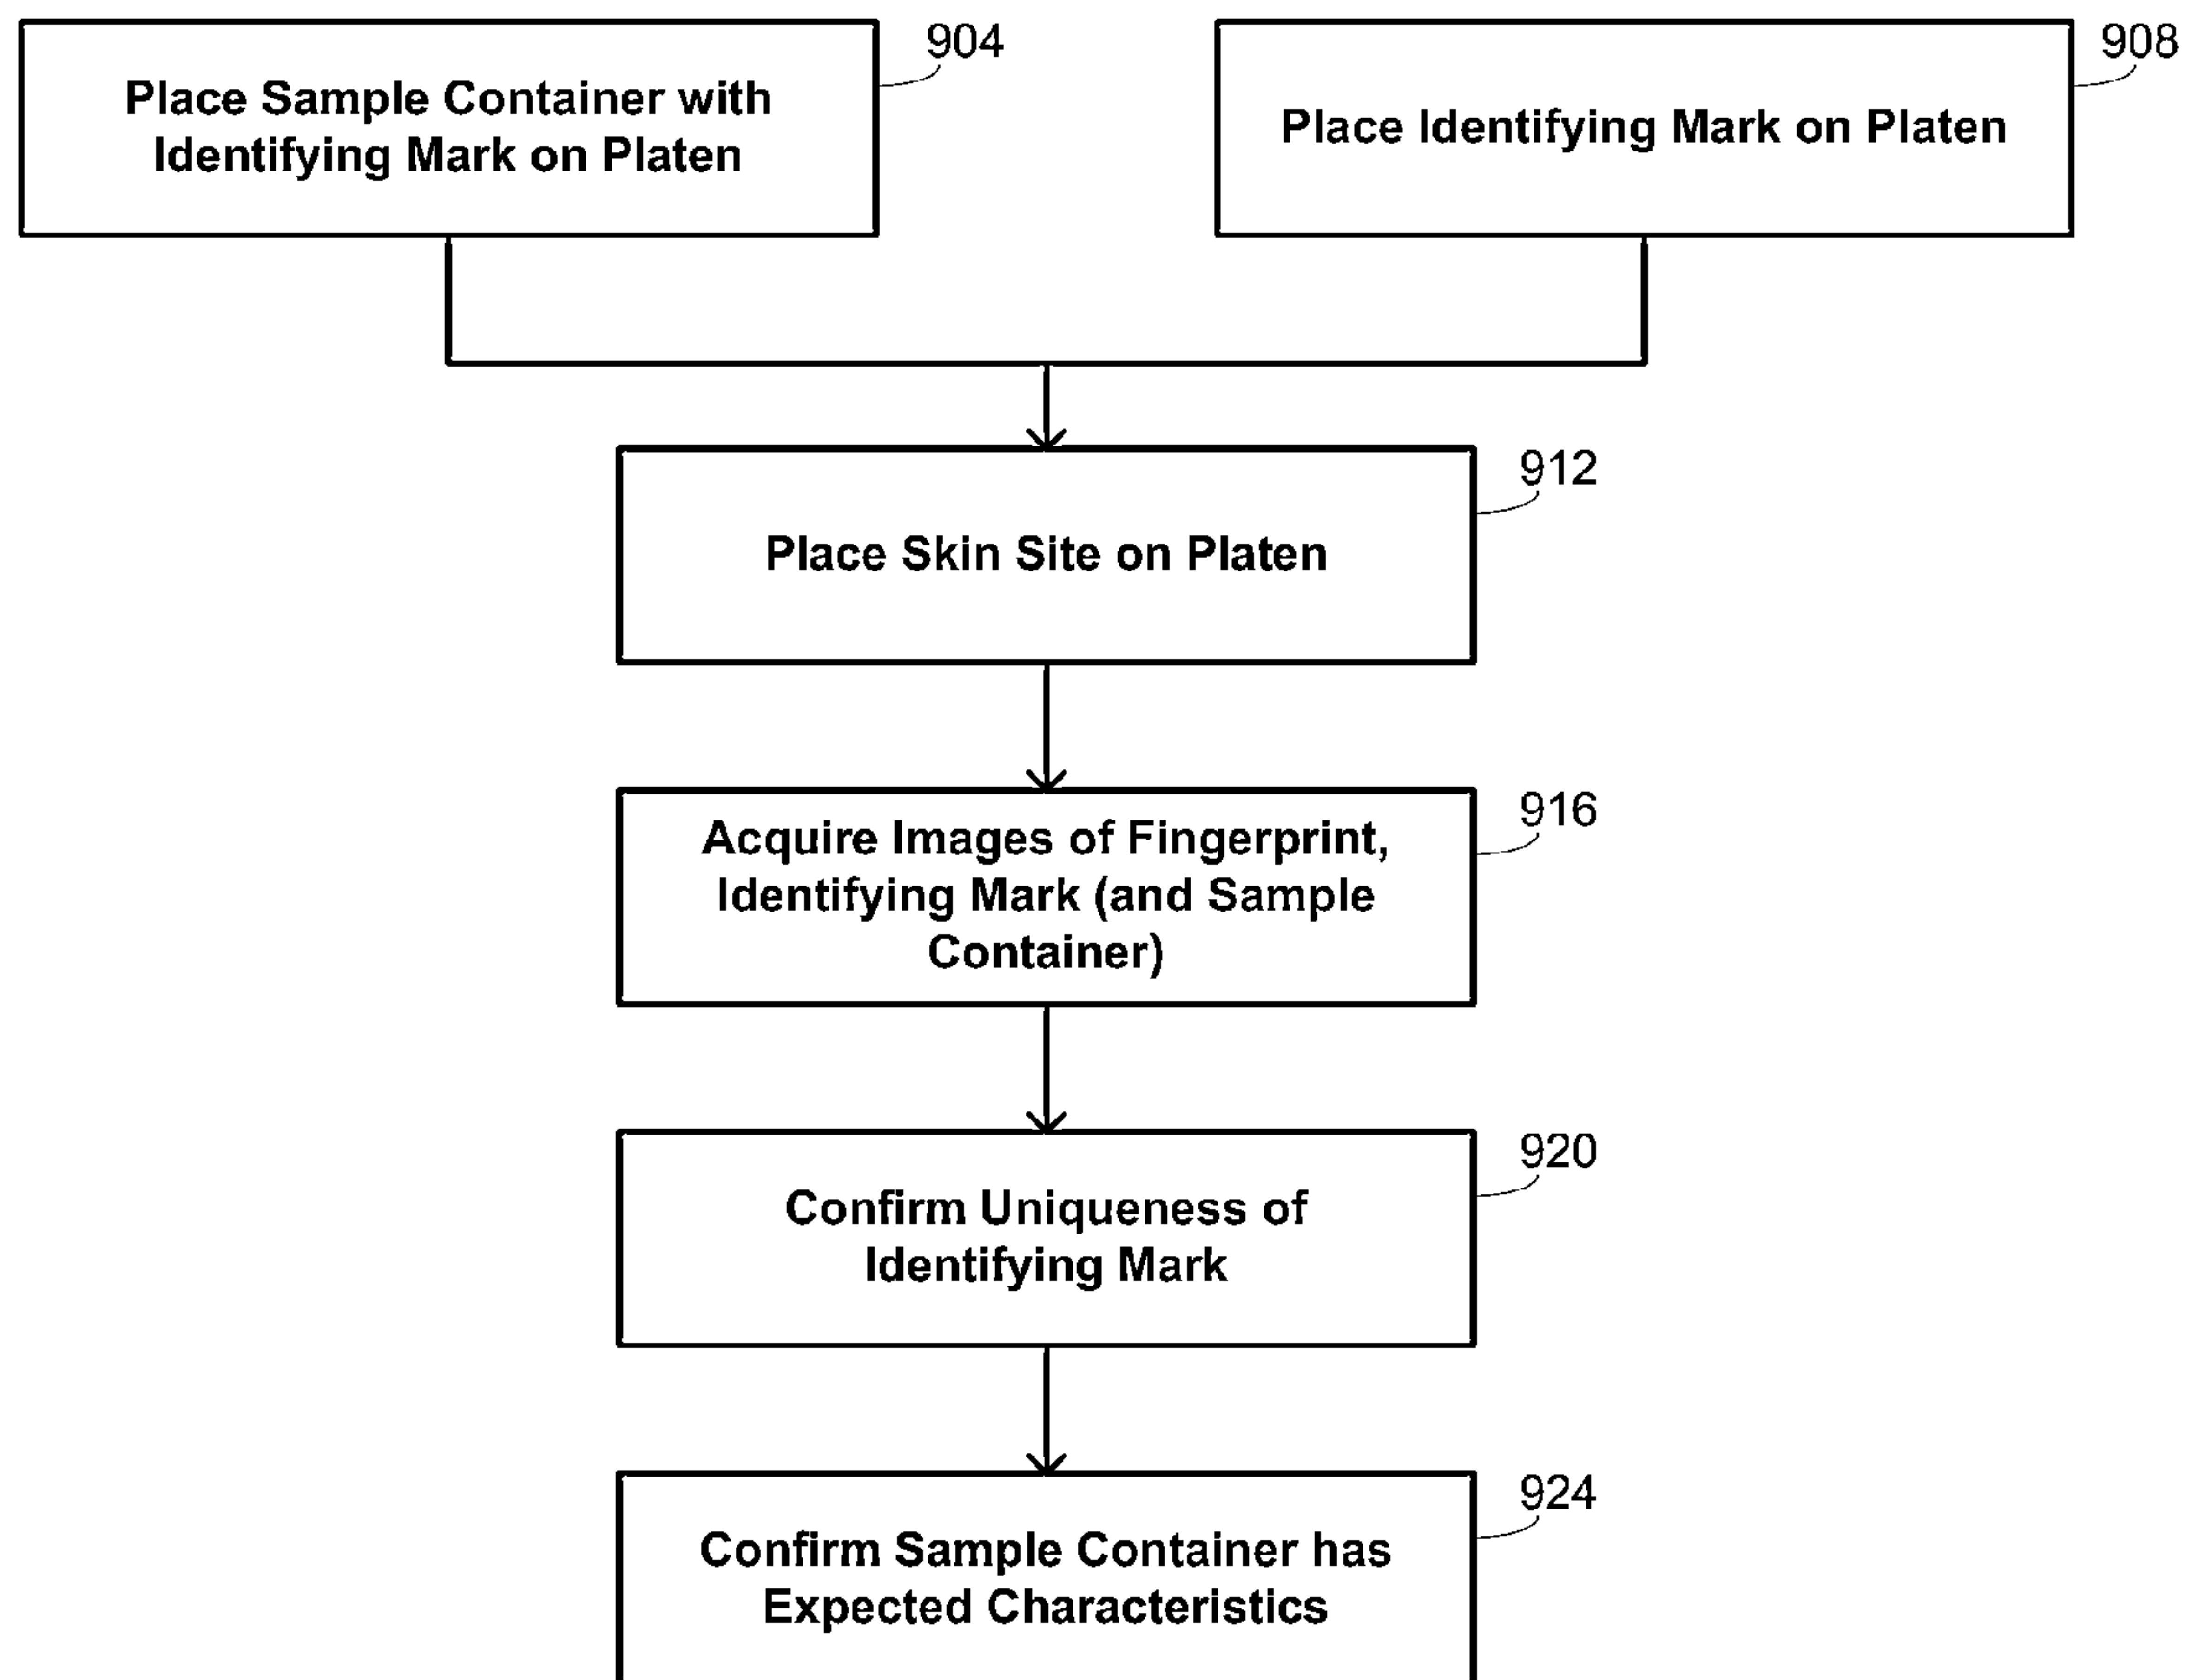 904
Place Sample Container with
Identifying Mark on Platen
908
Place Identifying Mark on Platen
912
Place Skin Site on Platen
916
Acquire Images of Fingerprint,
Identifying Mark (and Sample
Container)
920
Confirm Uniqueness of
Identifying Mark
924
Confirm Sample Container has
Expected Characteristics